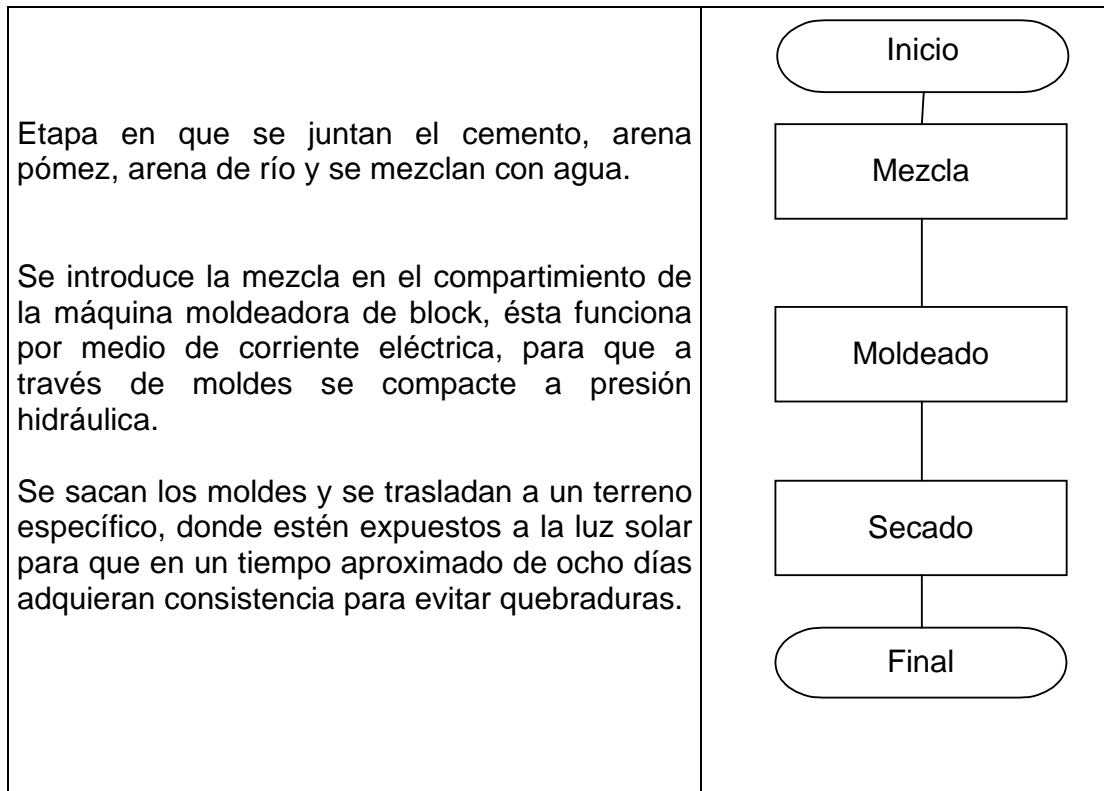 Inicio
Etapa en que se juntan el cemento, arena
pómez, arena de río y se mezclan con agua.
Mezcla
Se introduce la mezcla en el compartimiento de
la máquina moldeadora de block, ésta funciona
por medio de corriente eléctrica, para que a
través de moldes se compacte a presión
hidráulica.
Moldeado
Se sacan los moldes y se trasladan a un terreno
específico, donde estén expuestos a la luz solar
para que en un tiempo aproximado de ocho días
adquieran consistencia para evitar quebraduras.
Secado
Final